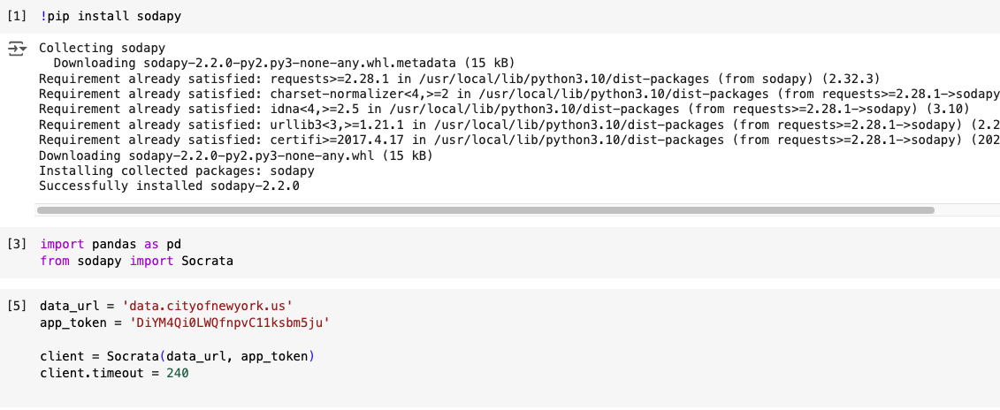 [1] !pip install sodapy
Collecting sodapy
  Downloading sodapy-2.2.0-py2.py3-none-any.whl.metadata (15 kB)
Requirement already satisfied: requests>=2.28.1 in /usr/local/lib/python3.10/dist-packages (from sodapy) (2.32.3)
Requirement already satisfied: charset-normalizer<4,>=2 in /usr/local/lib/python3.10/dist-packages (from requests>=2.28.1->sodapy
Requirement already satisfied: idna<4,>=2.5 in /usr/local/lib/python3.10/dist-packages (from requests>=2.28.1->sodapy) (3.10)
Requirement already satisfied: urllib3<3,>=1.21.1 in /usr/local/lib/python3.10/dist-packages (from requests>=2.28.1->sodapy) (2.2
Requirement already satisfied: certifi>=2017.4.17 in /usr/local/lib/python3.10/dist-packages (from requests>=2.28.1->sodapy) (202
Downloading sodapy-2.2.0-py2.py3-none-any.whl (15 kB)
Installing collected packages: sodapy
Successfully installed sodapy-2.2.0
[3] import pandas as pd
from sodapy import Socrata
[5] data_url = 'data.cityofnewyork.us'
app_token = 'DiYM4Qi0LWQfnpvC11ksbm5ju'
client = Socrata(data_url, app_token)
client.timeout = 240